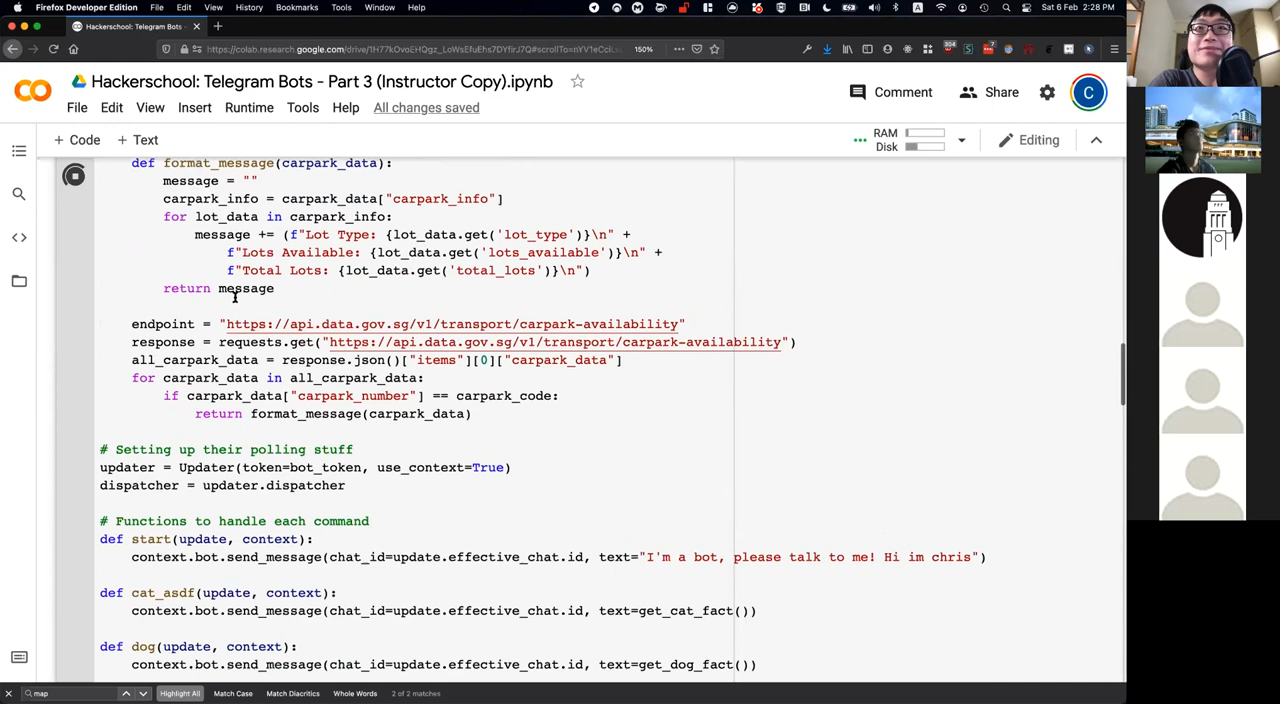 Firefox Developer Edition File Edit View History Bookmarks Tools Window Help Sat 6 Feb 2:28 PM
Hackerschool: Telegram Bots -
150%
304
Hackerschool: Telegram Bots - Part 3 (Instructor Copy).ipynb
Comment Share C
File Edit View Insert Runtime Tools Help All changes saved
+ Code + Text RAM Disk Editing
def format_message(carpark_data):
message = ""
carpark_info = carpark_data["carpark_info"]
for lot_data in carpark_info:
message += (f"Lot Type: {lot_data.get('lot_type')}\n" +
f"Lots Available: {lot_data.get('lots_available')}\n" +
f"Total Lots: {lot_data.get('total_lots')}\n")
return message
endpoint = "https://api.data.gov.sg/v1/transport/carpark-availability"
response = requests.get("https://api.data.gov.sg/v1/transport/carpark-availability")
all_carpark_data = response.json()["items"][0]["carpark_data"]
for carpark_data in all_carpark_data:
if carpark_data["carpark_number"] == carpark_code:
return format_message(carpark_data)
# Setting up their polling stuff
updater = Updater(token=bot_token, use_context=True)
dispatcher = updater.dispatcher
# Functions to handle each command
def start(update, context):
context.bot.send_message(chat_id=update.effective_chat.id, text="I'm a bot, please talk to me! Hi im chris")
def cat_asdf(update, context):
context.bot.send_message(chat_id=update.effective_chat.id, text=get_cat_fact())
def dog(update, context):
context.bot.send_message(chat_id=update.effective_chat.id, text=get_dog_fact())
map Highlight All Match Case Match Diacritics Whole Words 2 of 2 matches